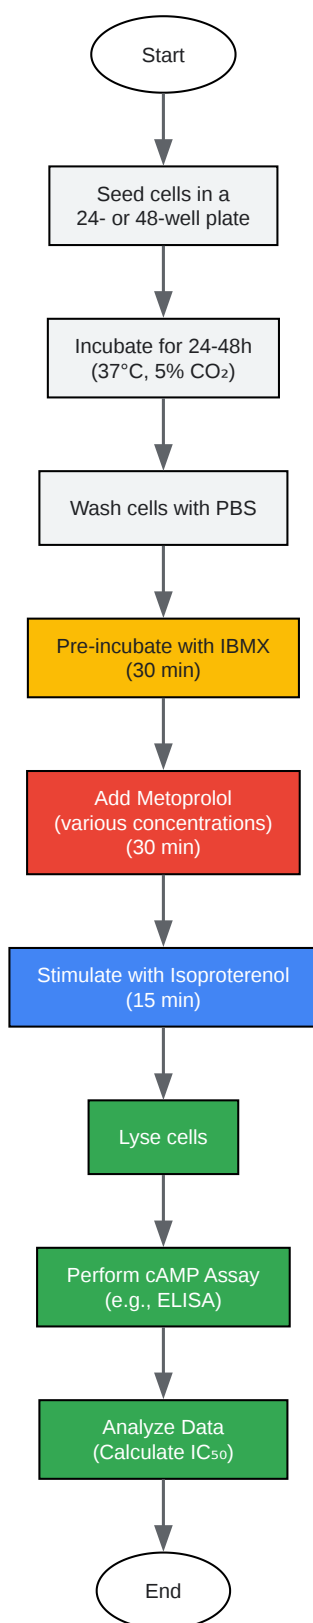 Start
Seed cells in a
24- or 48-well plate
Incubate for 24-48h
(37°C, 5% CO₂)
Wash cells with PBS
Pre-incubate with IBMX
(30 min)
Add Metoprolol
(various concentrations)
(30 min)
Stimulate with Isoproterenol
(15 min)
Lyse cells
Perform cAMP Assay
(e.g., ELISA)
Analyze Data
(Calculate IC₅₀)
End